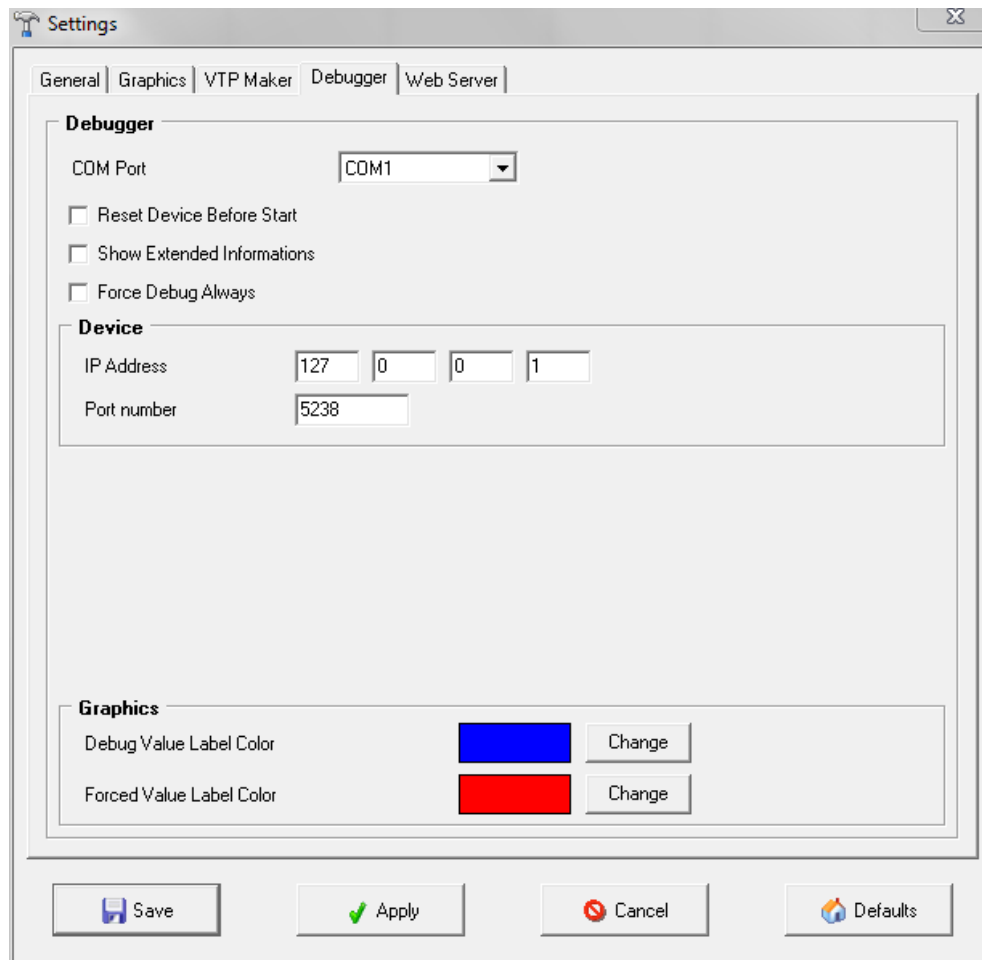 Settings
General Graphics VTP Maker Debugger Web Server
Debugger
COM Port COM1
Reset Device Before Start
Show Extended Informations
Force Debug Always
Device
IP Address 127 0 0 1
Port number 5238
Graphics
Debug Value Label Color Change
Forced Value Label Color Change
Save Apply Cancel Defaults